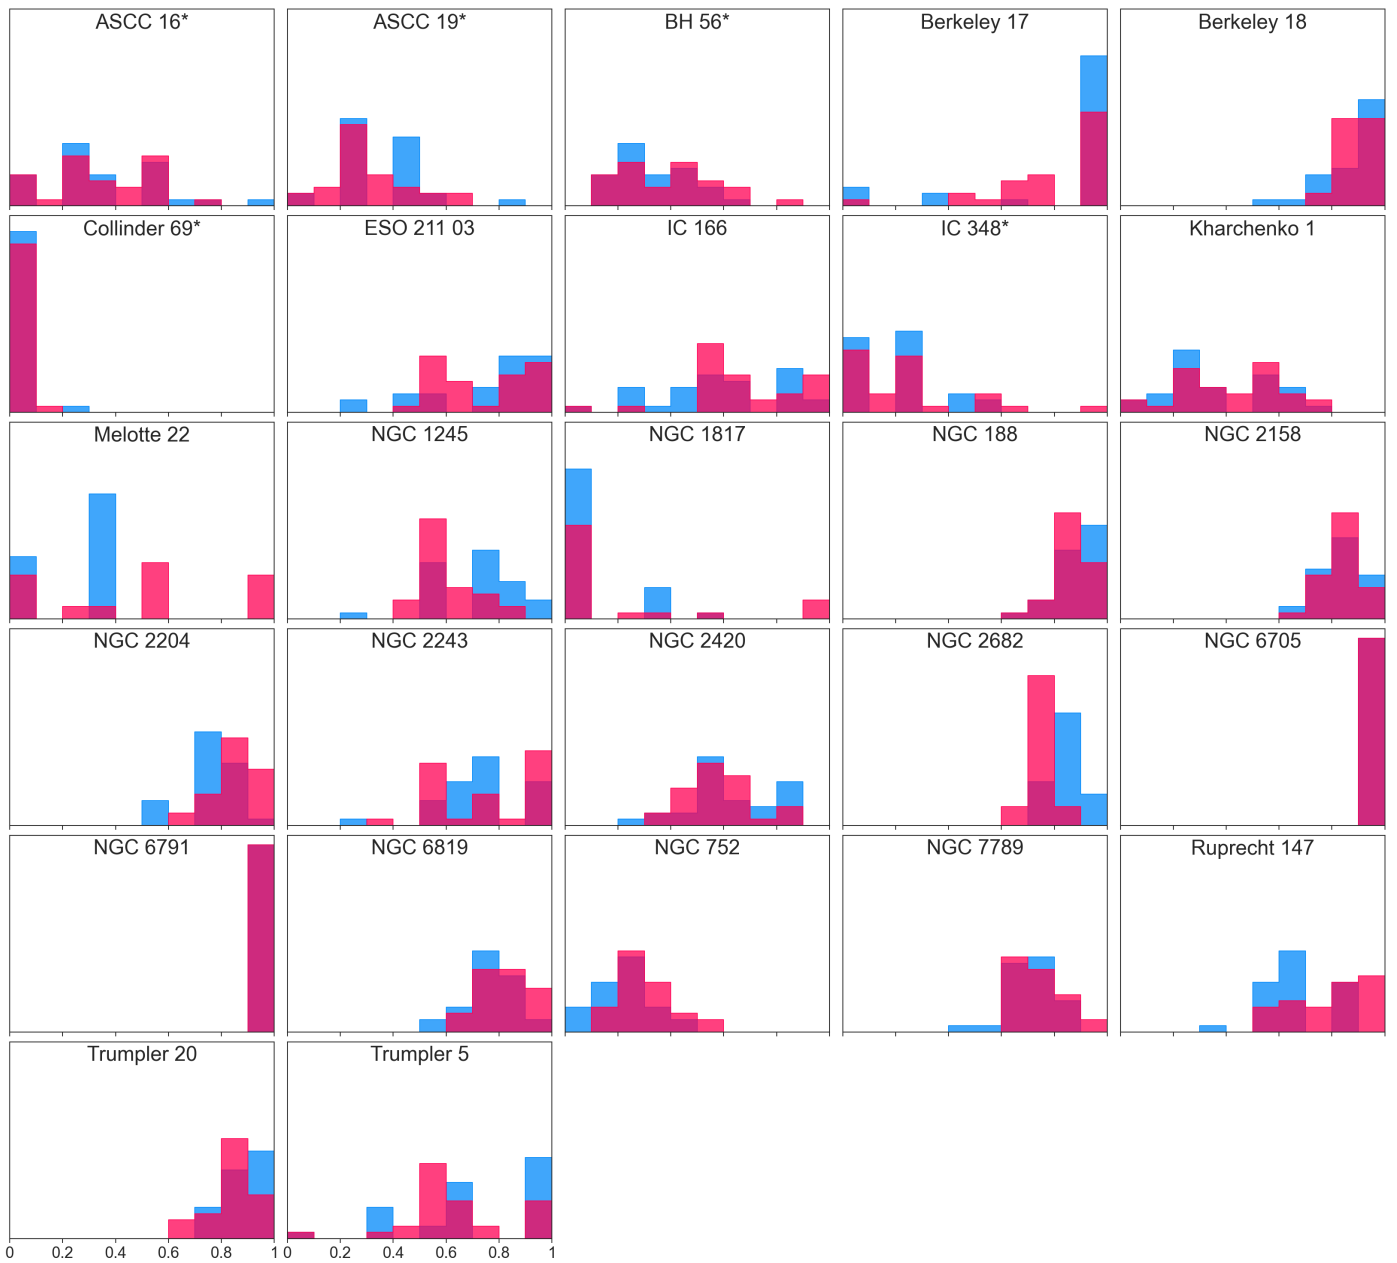 ASCC 16*
ASCC 19*
BH 56*
Berkeley 17
Berkeley 18
Collinder 69*
ESO 211 03
IC 166
IC 348*
Kharchenko 1
Melotte 22
NGC 1245
NGC 1817
NGC 188
NGC 2158
NGC 2204
NGC 2243
NGC 2420
NGC 2682
NGC 6705
NGC 6791
NGC 6819
NGC 752
NGC 7789
Ruprecht 147
Trumpler 20
Trumpler 5
0 0.2 0.4 0.6 0.8 1
0 0.2 0.4 0.6 0.8 1